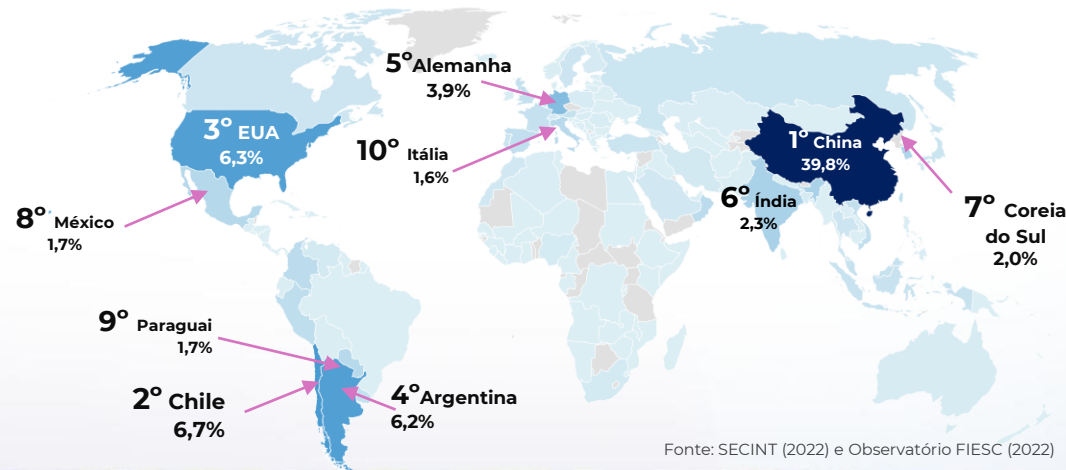 5º Alemanha
3,9%
3º EUA
6,3%
1º China
39,8%
10º Itália
1,6%
6º Índia
2,3%
8º México
1,7%
7º Coreia
do Sul
2,0%
9º Paraguai
1,7%
2º Chile
6,7%
4º Argentina
6,2%
Fonte: SECINT (2022) e Observatório FIESC (2022)